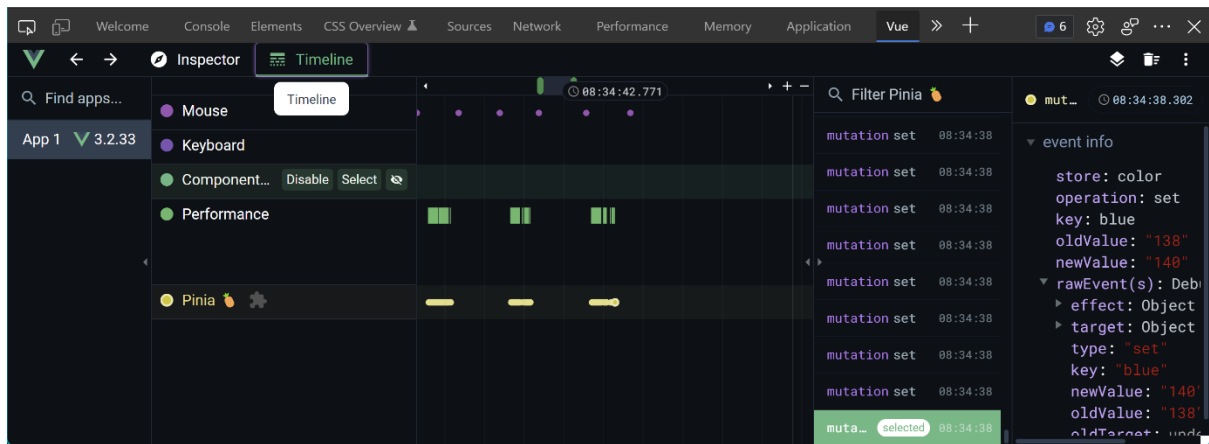 Welcome Console Elements CSS Overview Sources Network Performance Memory Application Vue 6
Inspector Timeline
Find apps...
App 1 3.2.33
Timeline
Mouse
Keyboard
Component... Disable Select
Performance
Pinia 🍍
08:34:42.771
Filter Pinia 🍍
mutation set 08:34:38
mutation set 08:34:38
mutation set 08:34:38
mutation set 08:34:38
mutation set 08:34:38
mutation set 08:34:38
mutation set 08:34:38
mutation set 08:34:38
muta... selected 08:34:38
mut... 08:34:38.302
event info
store: color
operation: set
key: blue
oldValue: "138"
newValue: "140"
rawEvent(s): Deb
effect: Object
target: Object
type: "set"
key: "blue"
newValue: "140'
oldValue: "138'
oldTarget: unde